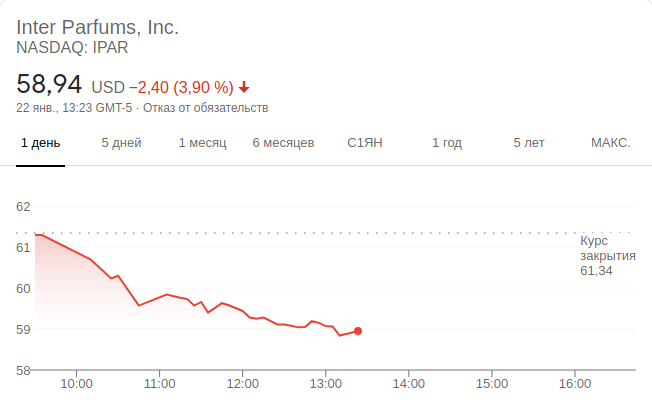 Inter Parfums, Inc.
NASDAQ: IPAR
58,94 USD −2,40 (3,90 %)
22 янв., 13:23 GMT-5 · Отказ от обязательств
1 день 5 дней 1 месяц 6 месяцев С1ЯН 1 год 5 лет МАКС.
62
61
60
59
58
Курс
закрытия
61,34
10:00 11:00 12:00 13:00 14:00 15:00 16:00